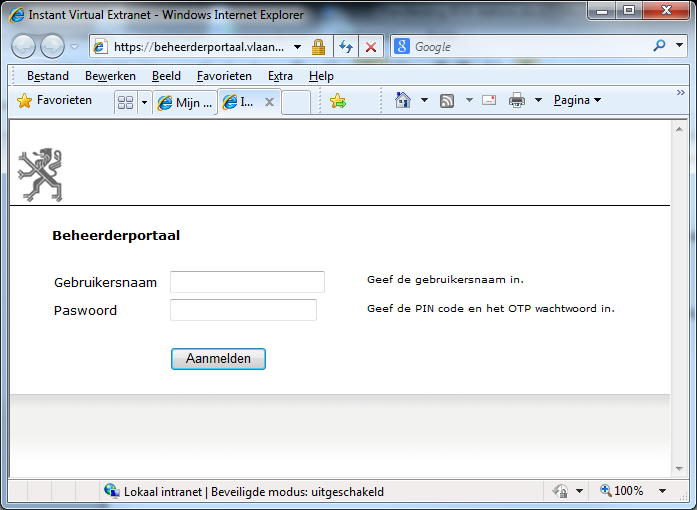 Instant Virtual Extranet - Windows Internet Explorer
https://beheerderportaal.vlaan...
Google
Bestand Bewerken Beeld Favorieten Extra Help
Favorieten Mijn ... I... Pagina
Beheerderportaal
Gebruikersnaam Geef de gebruikersnaam in.
Paswoord Geef de PIN code en het OTP wachtwoord in.
Aanmelden
Lokaal intranet | Beveiligde modus: uitgeschakeld 100%